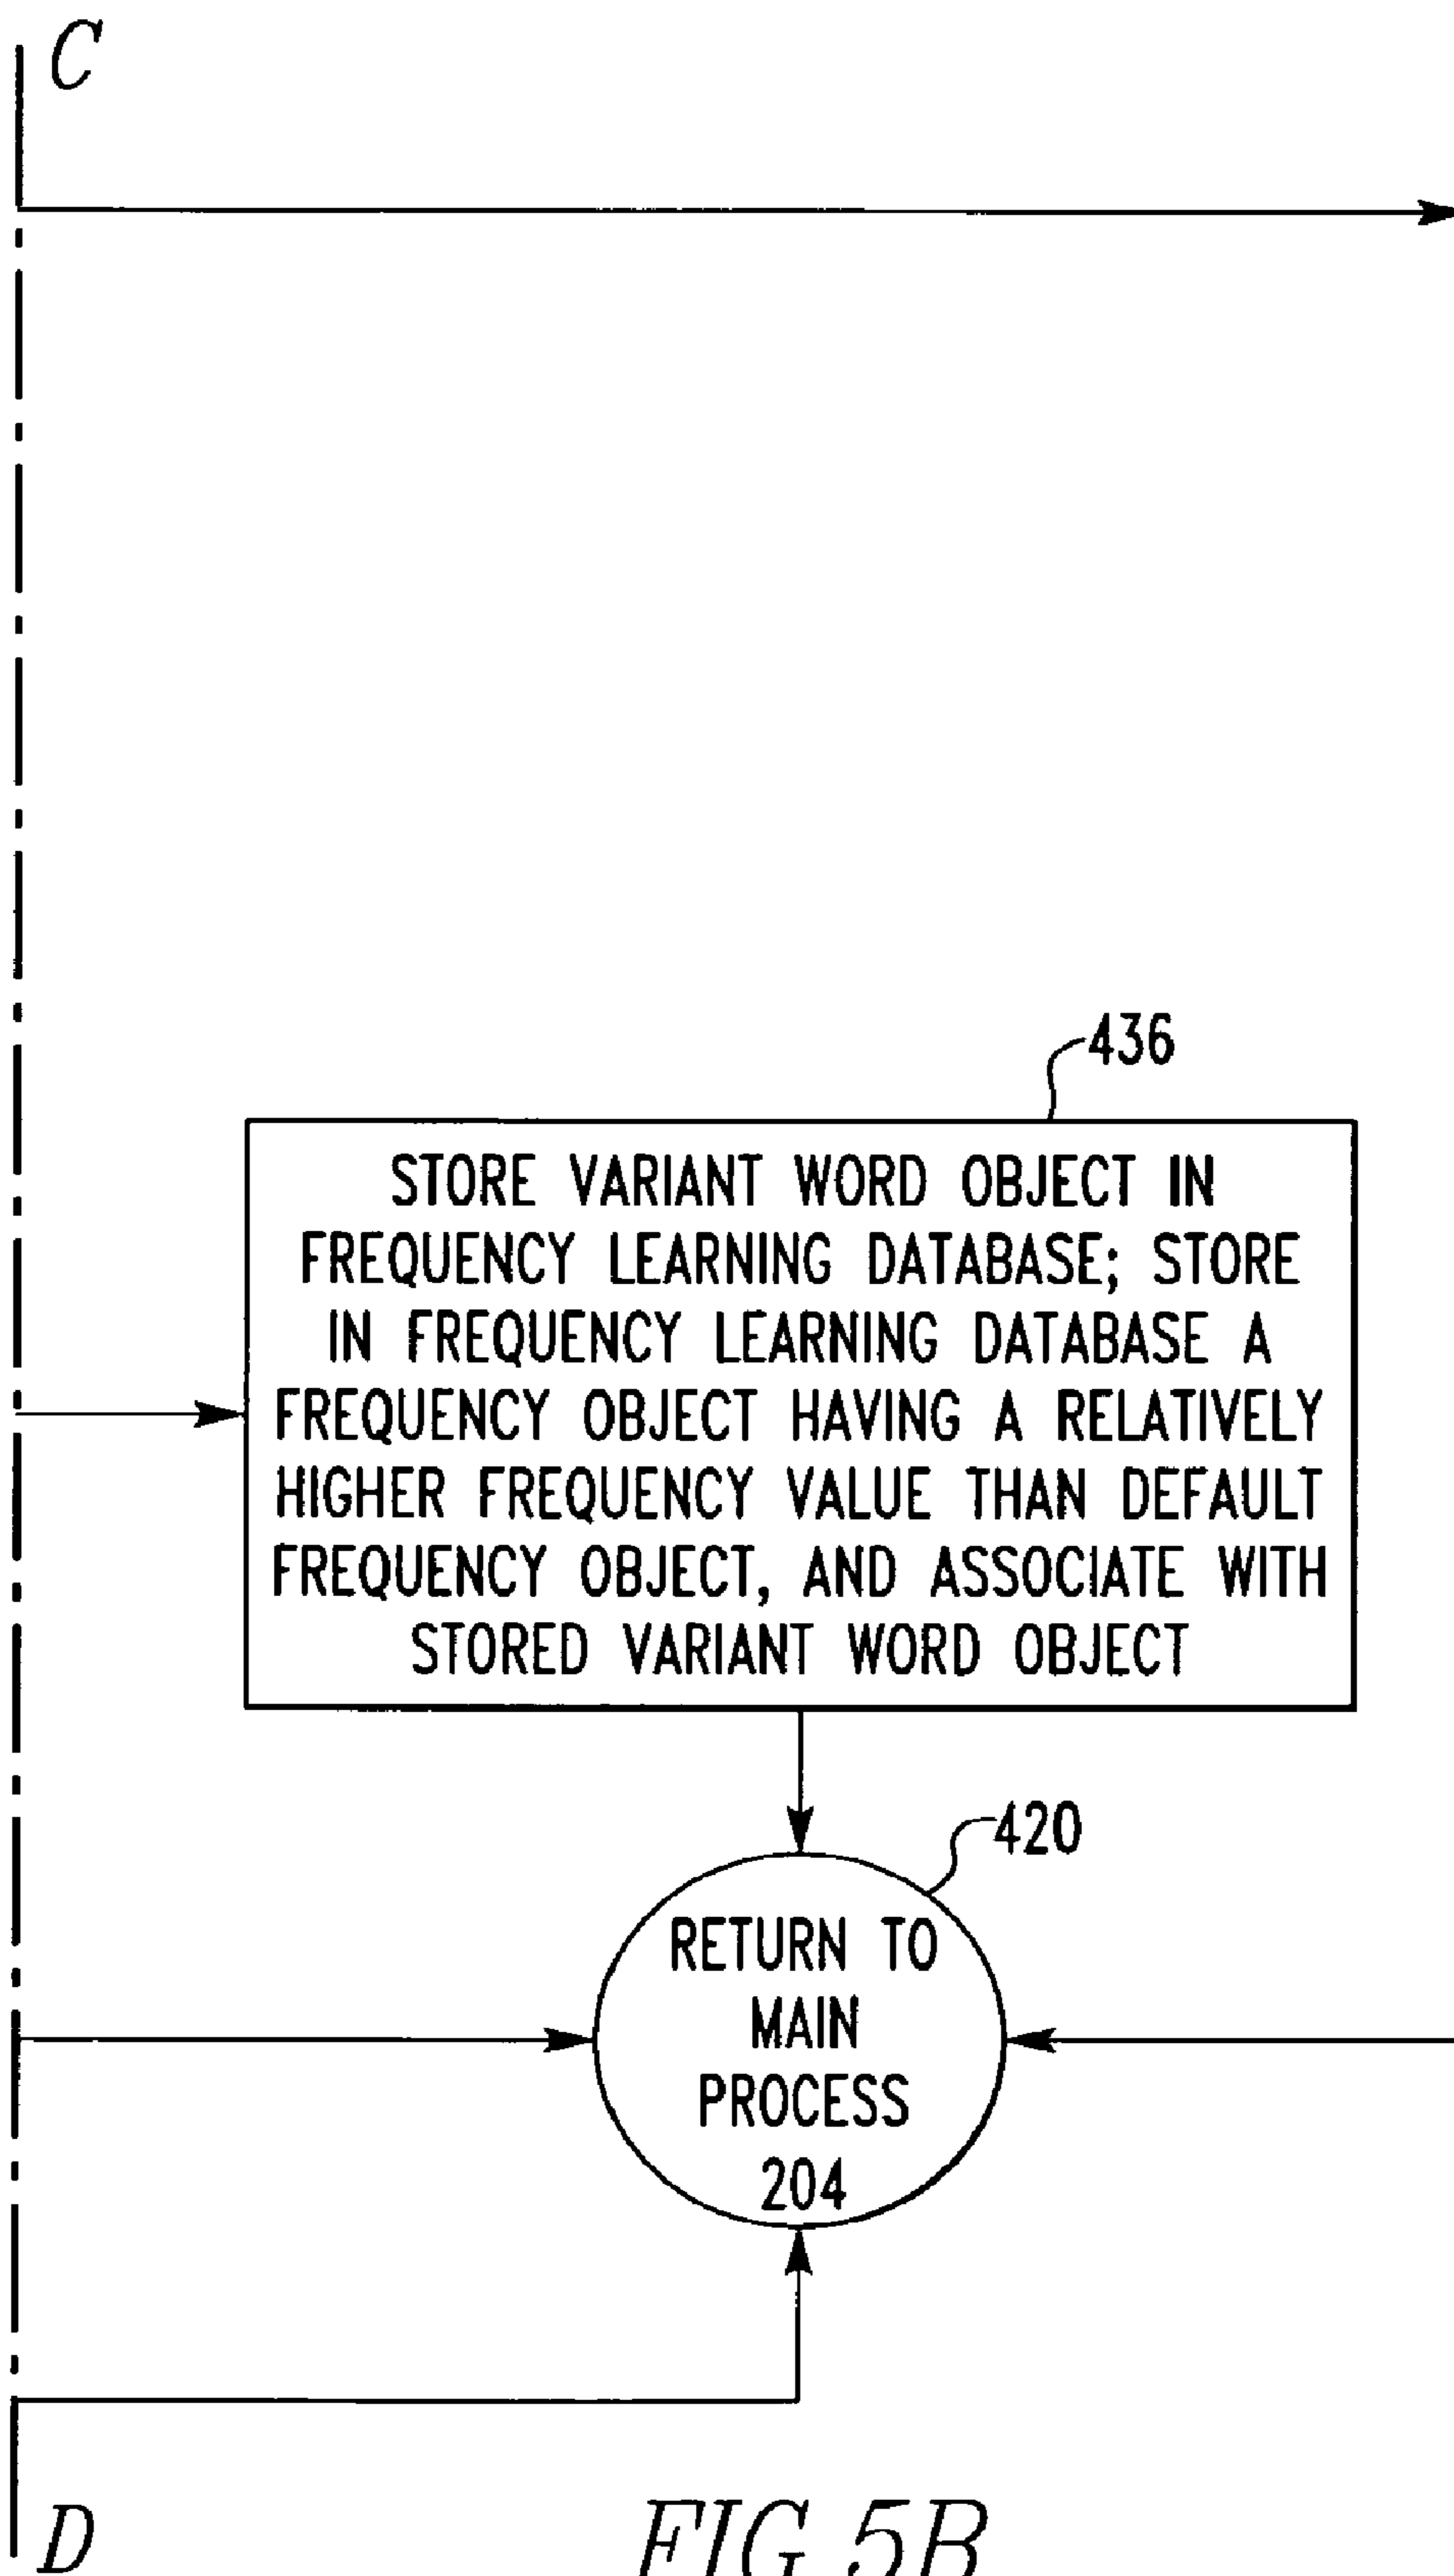 C
436
STORE VARIANT WORD OBJECT IN
FREQUENCY LEARNING DATABASE; STORE
IN FREQUENCY LEARNING DATABASE A
FREQUENCY OBJECT HAVING A RELATIVELY
HIGHER FREQUENCY VALUE THAN DEFAULT
FREQUENCY OBJECT, AND ASSOCIATE WITH
STORED VARIANT WORD OBJECT
420
RETURN TO
MAIN
PROCESS
204
D
FIG. 5B